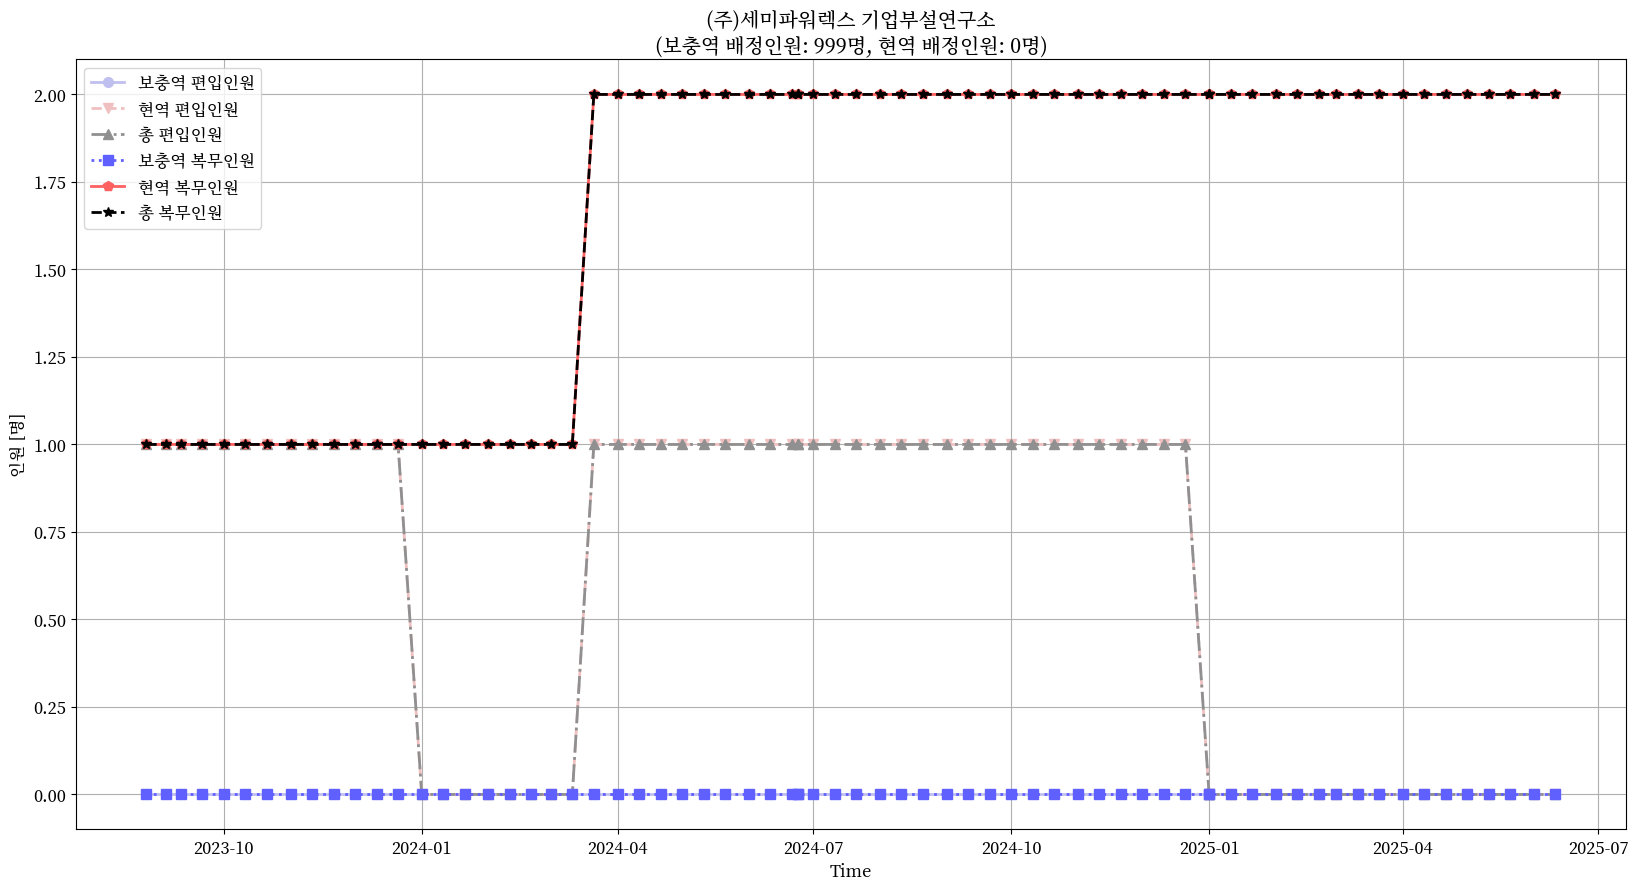 (주)세미파워렉스 기업부설연구소
(보충역 배정인원: 999명, 현역 배정인원: 0명)
보충역 편입인원
현역 편입인원
총 편입인원
보충역 복무인원
현역 복무인원
총 복무인원
2.00
1.75
1.50
1.25
1.00
0.75
0.50
0.25
0.00
인원 [명]
2023-10
2024-01
2024-04
2024-07
2024-10
2025-01
2025-04
2025-07
Time